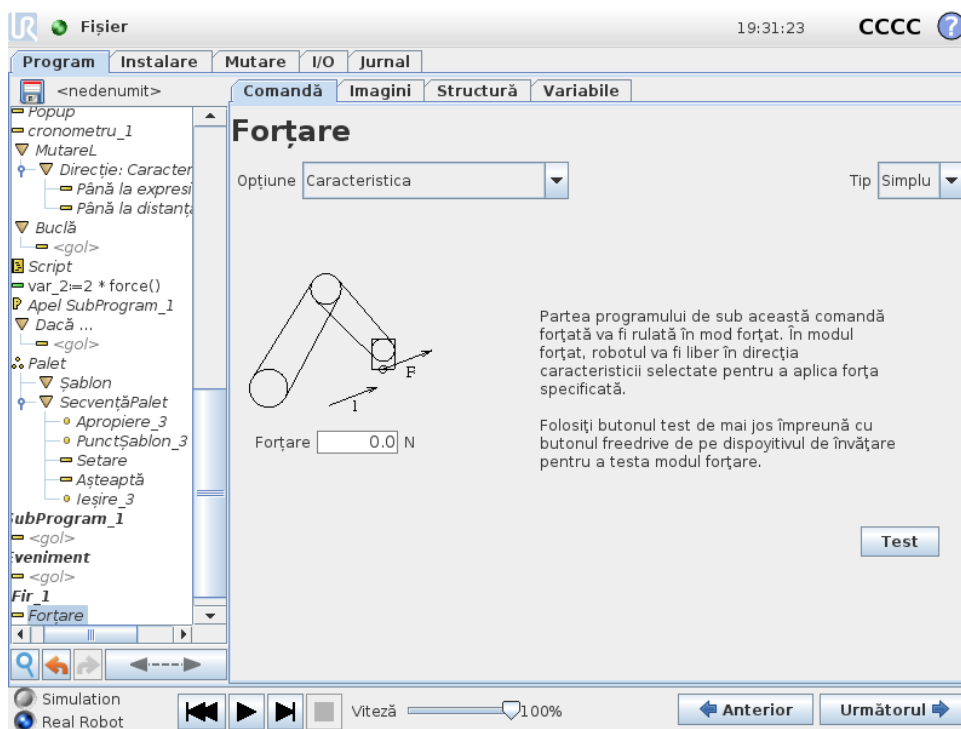 UR Fișier 19:31:23 CCCC ?
Program Instalare Mutare I/O Jurnal
<nedenumit> Comandă Imagini Structură Variabile
Popup
cronometru_1
MutareL
Direcție: Caracter
Până la expresi
Până la distanț
Buclă
<gol>
Script
var_2:=2 * force()
Apel SubProgram_1
Dacă ...
<gol>
Palet
Șablon
SecvențăPalet
Apropiere_3
PunctȘablon_3
Setare
Așteaptă
Ieșire_3
SubProgram_1
<gol>
Eveniment
<gol>
Fir_1
Forțare
Forțare
Opțiune Caracteristica Tip Simplu
F
1
Forțare 0.0 N
Partea programului de sub această comandă
forțată va fi rulată în mod forțat. În modul
forțat, robotul va fi liber în direcția
caracteristicii selectate pentru a aplica forța
specificată.
Folosiți butonul test de mai jos împreună cu
butonul freedrive de pe dispoyitivul de învățare
pentru a testa modul forțare.
Test
Simulation
Real Robot
Viteză 100%
Anterior Următorul